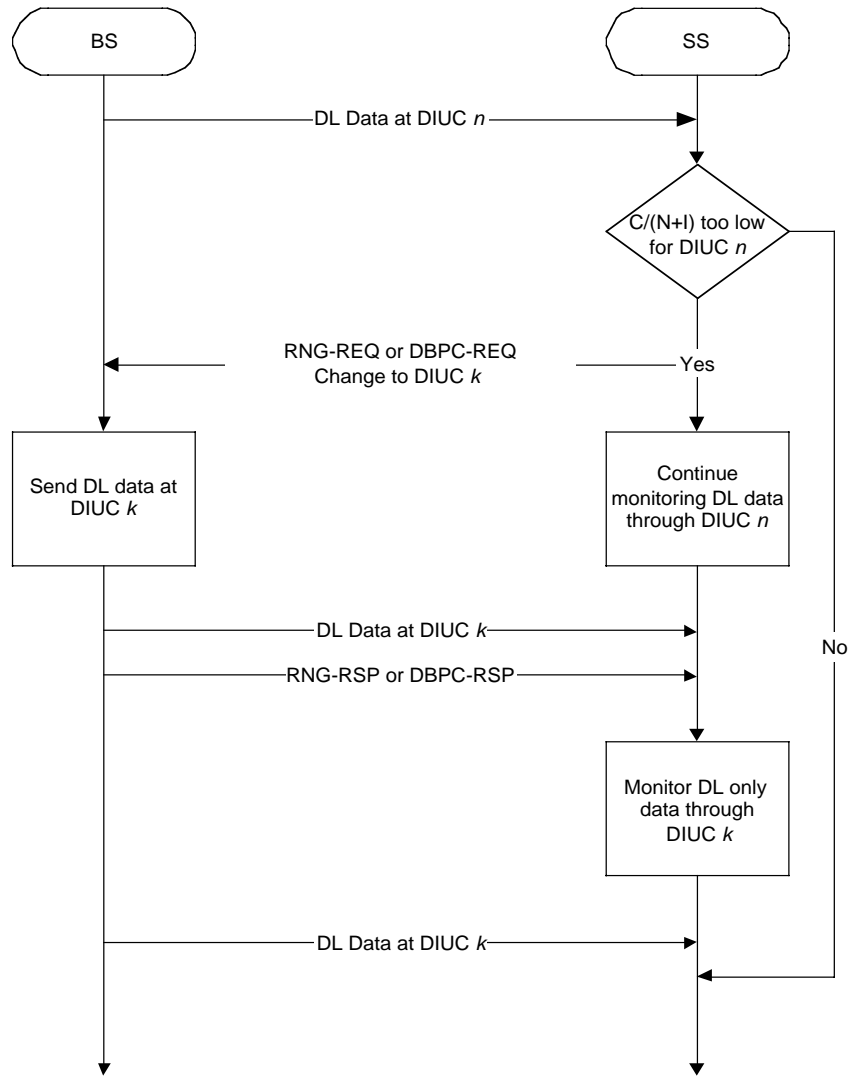 BS
SS
DL Data at DIUC n
C/(N+I) too low
for DIUC n
RNG-REQ or DBPC-REQ
Change to DIUC k
Yes
Send DL data at
DIUC k
Continue
monitoring DL data
through DIUC n
DL Data at DIUC k
No
RNG-RSP or DBPC-RSP
Monitor DL only
data through
DIUC k
DL Data at DIUC k